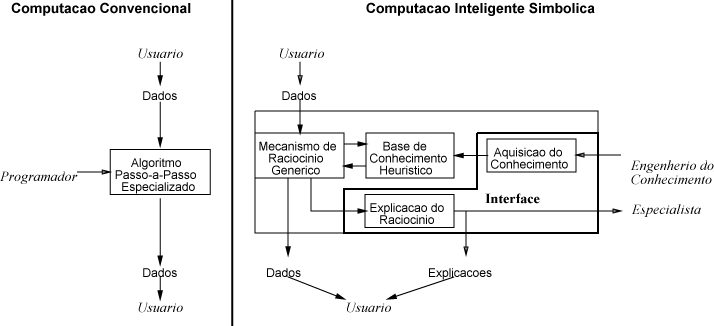 Computacao Convencional
Usuario
Dados
Algoritmo
Passo-a-Passo
Especializado
Programador
Dados
Usuario
Computacao Inteligente Simbolica
Usuario
Dados
Mecanismo de
Raciocinio
Generico
Base de
Conhecimento
Heuristico
Aquisicao do
Conhecimento
Engenherio do
Conhecimento
Interface
Explicacao do
Raciocinio
Especialista
Dados
Explicacoes
Usuario